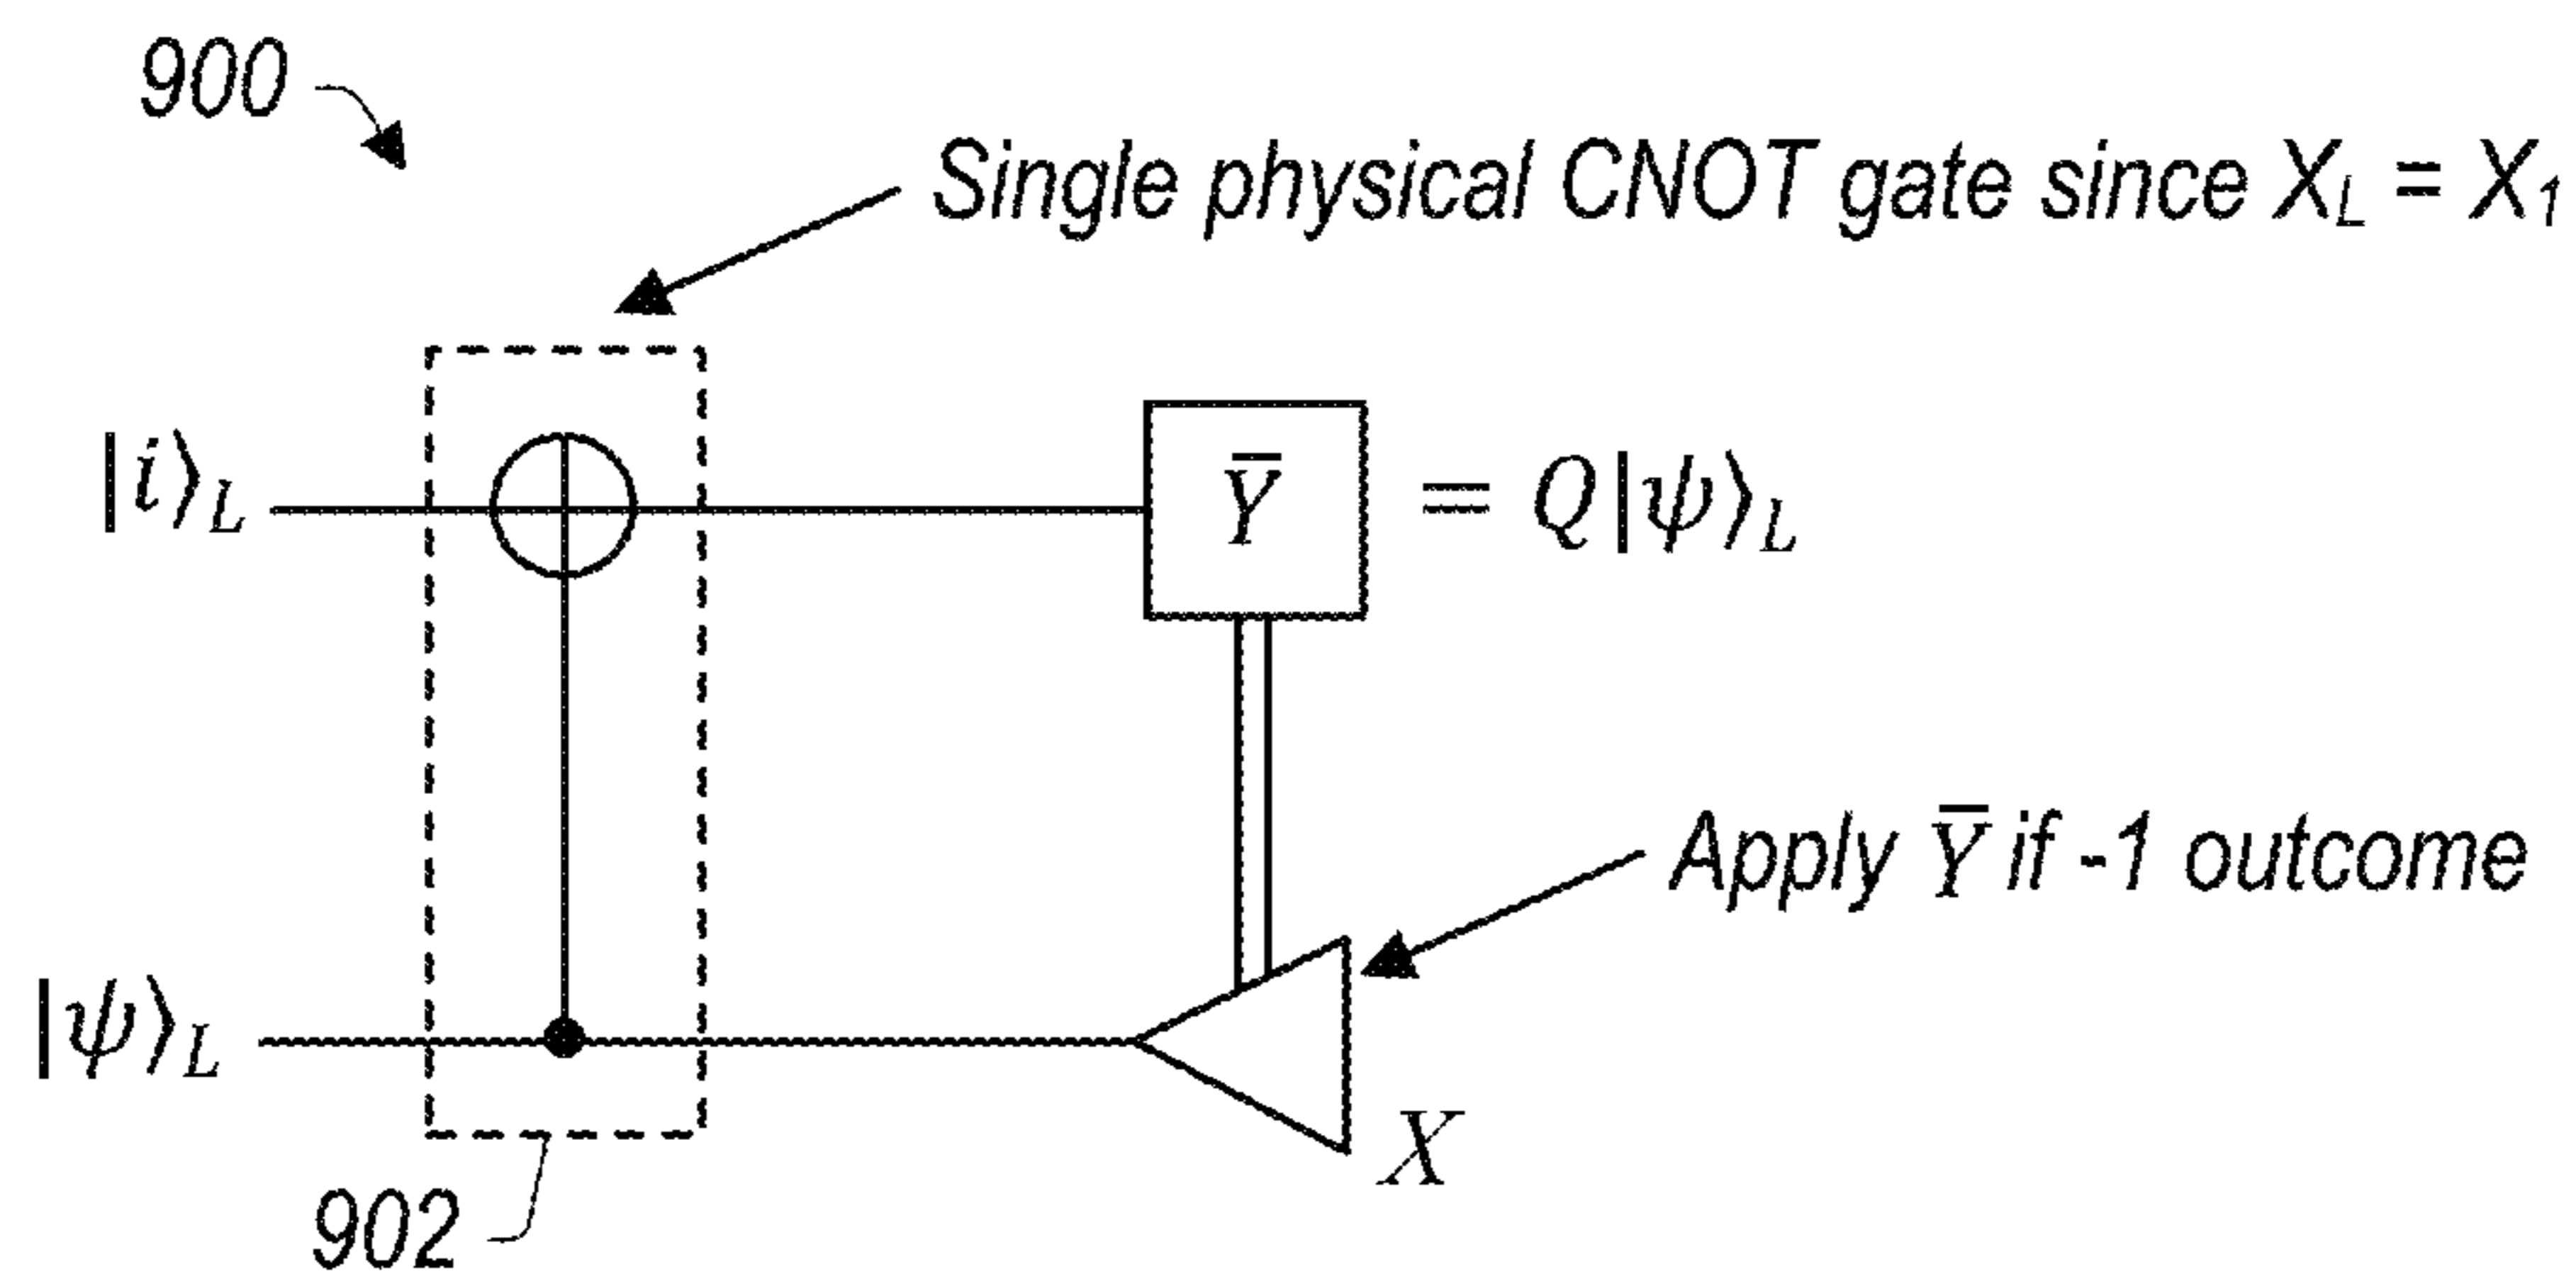 900
Single physical CNOT gate since X_L = X_1
|i⟩_L
Y̅ = Q|ψ⟩_L
Apply Y̅ if -1 outcome
|ψ⟩_L
X
902